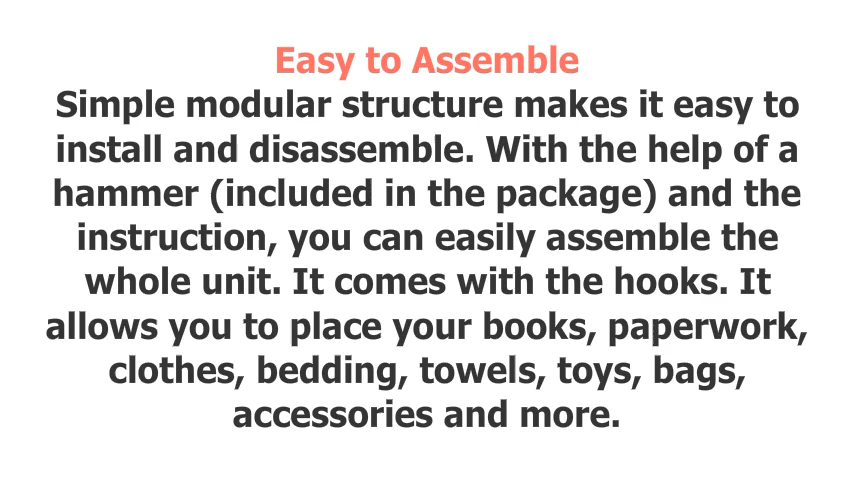 Easy to Assemble
Simple modular structure makes it easy to
install and disassemble. With the help of a
hammer (included in the package) and the
instruction, you can easily assemble the
whole unit. It comes with the hooks. It
allows you to place your books, paperwork,
clothes, bedding, towels, toys, bags,
accessories and more.